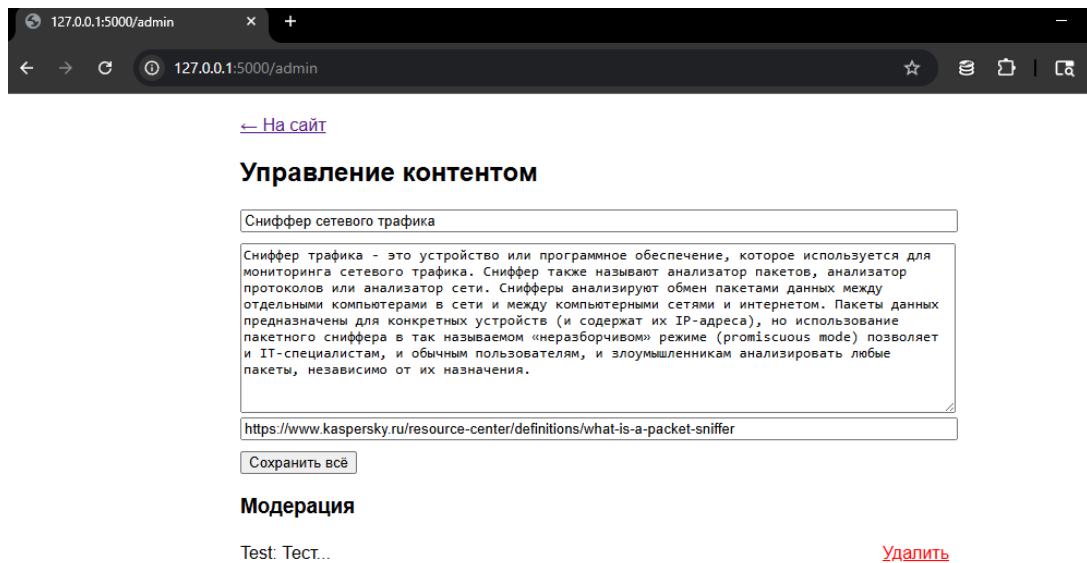 127.0.0.1:5000/admin
127.0.0.1:5000/admin
← На сайт
Управление контентом
Сниффер сетевого трафика
Сниффер трафика - это устройство или программное обеспечение, которое используется для
мониторинга сетевого трафика. Сниффер также называют анализатор пакетов, анализатор
протоколов или анализатор сети. Снифферы анализируют обмен пакетами данных между
отдельными компьютерами в сети и между компьютерными сетями и интернетом. Пакеты данных
предназначены для конкретных устройств (и содержат их IP-адреса), но использование
пакетного сниффера в так называемом «неразборчивом» режиме (promiscuous mode) позволяет
и IT-специалистам, и обычным пользователям, и злоумышленникам анализировать любые
пакеты, независимо от их назначения.
https://www.kaspersky.ru/resource-center/definitions/what-is-a-packet-sniffer
Сохранить всё
Модерация
Test: Тест... Удалить